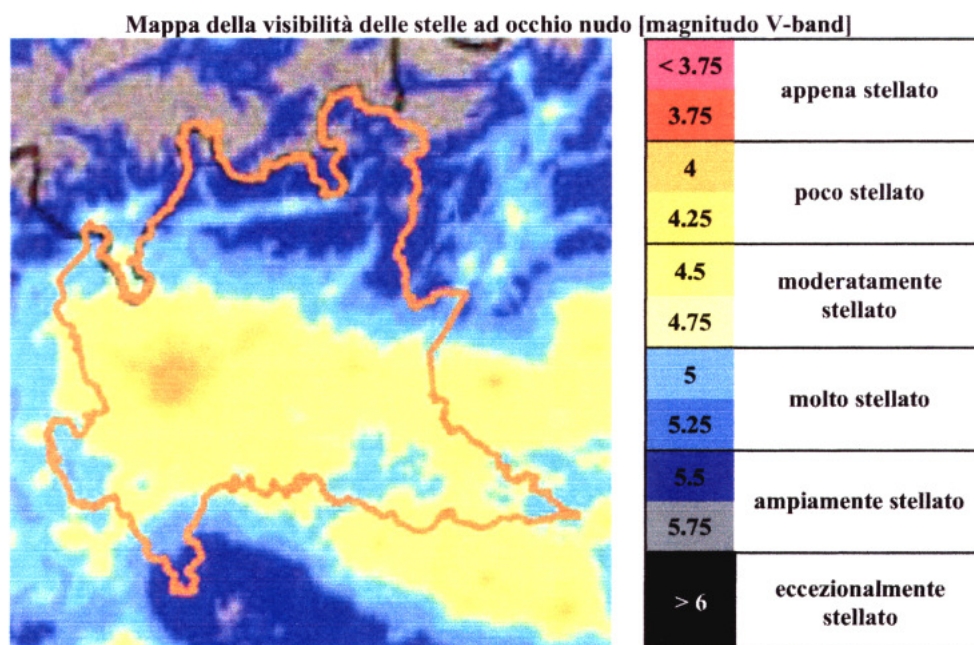 Mappa della visibilità delle stelle ad occhio nudo [magnitudo V-band]
< 3.75
3.75
appena stellato
4
4.25
poco stellato
4.5
4.75
moderatamente
stellato
5
5.25
molto stellato
5.5
5.75
ampiamente stellato
> 6
eccezionalmente
stellato